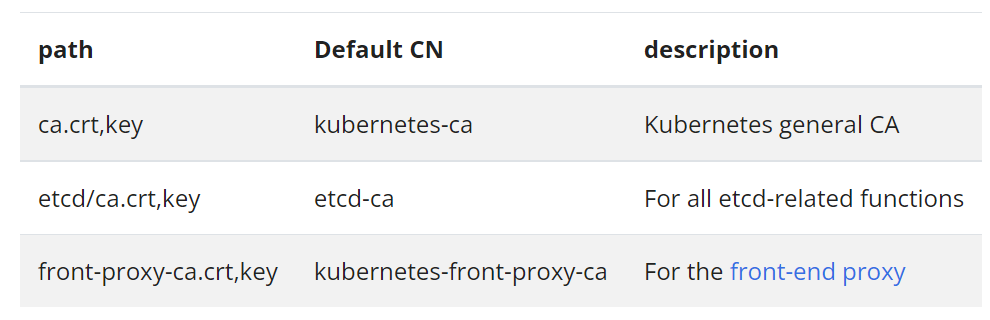 path Default CN description
ca.crt,key kubernetes-ca Kubernetes general CA
etcd/ca.crt,key etcd-ca For all etcd-related functions
front-proxy-ca.crt,key kubernetes-front-proxy-ca For the front-end proxy